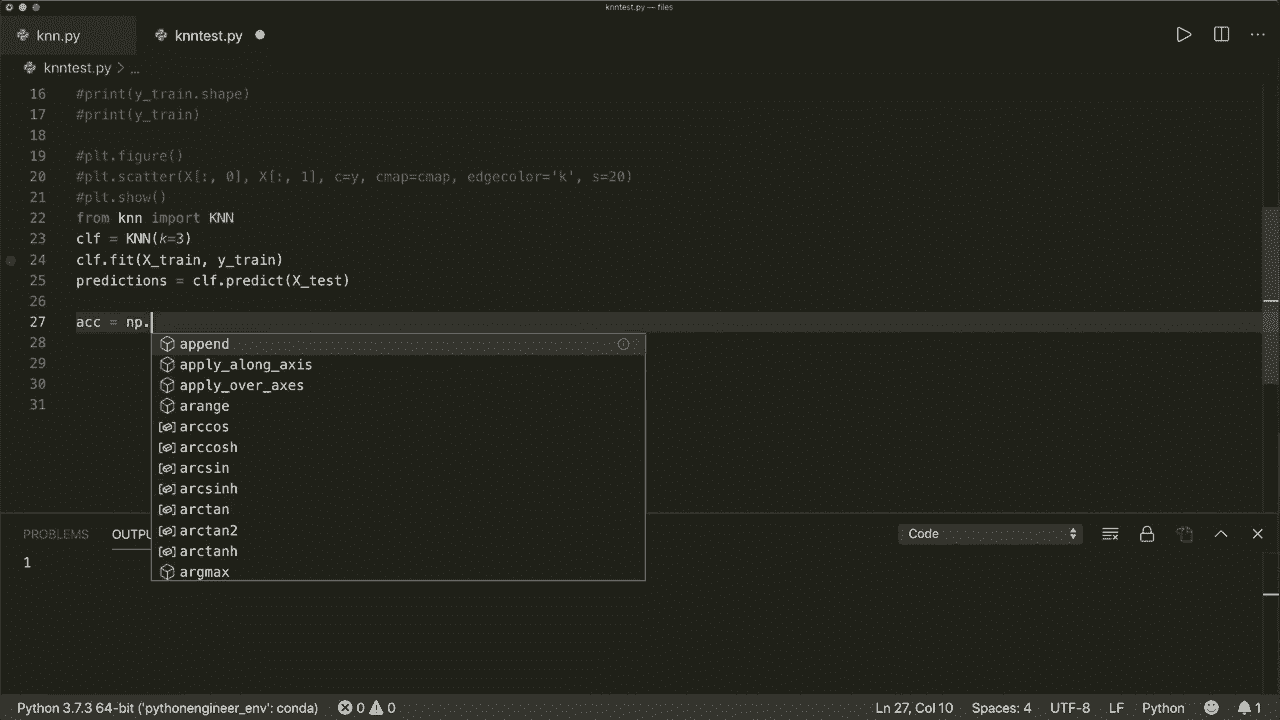 knntest.py — files
knn.py knntest.py
knntest.py > ...
16 #print(y_train.shape)
17 #print(y_train)
18
19 #plt.figure()
20 #plt.scatter(X[:, 0], X[:, 1], c=y, cmap=cmap, edgecolor='k', s=20)
21 #plt.show()
22 from knn import KNN
23 clf = KNN(k=3)
24 clf.fit(X_train, y_train)
25 predictions = clf.predict(X_test)
26
27 acc = np.
28 append
apply_along_axis
29 apply_over_axes
30 arange
31 arccos
arccosh
arcsin
arcsinh
arctan
arctan2
arctanh
argmax
PROBLEMS OUTPU Code
1
Python 3.7.3 64-bit ('pythonengineer_env': conda) 0 0 Ln 27, Col 10 Spaces: 4 UTF-8 LF Python 1